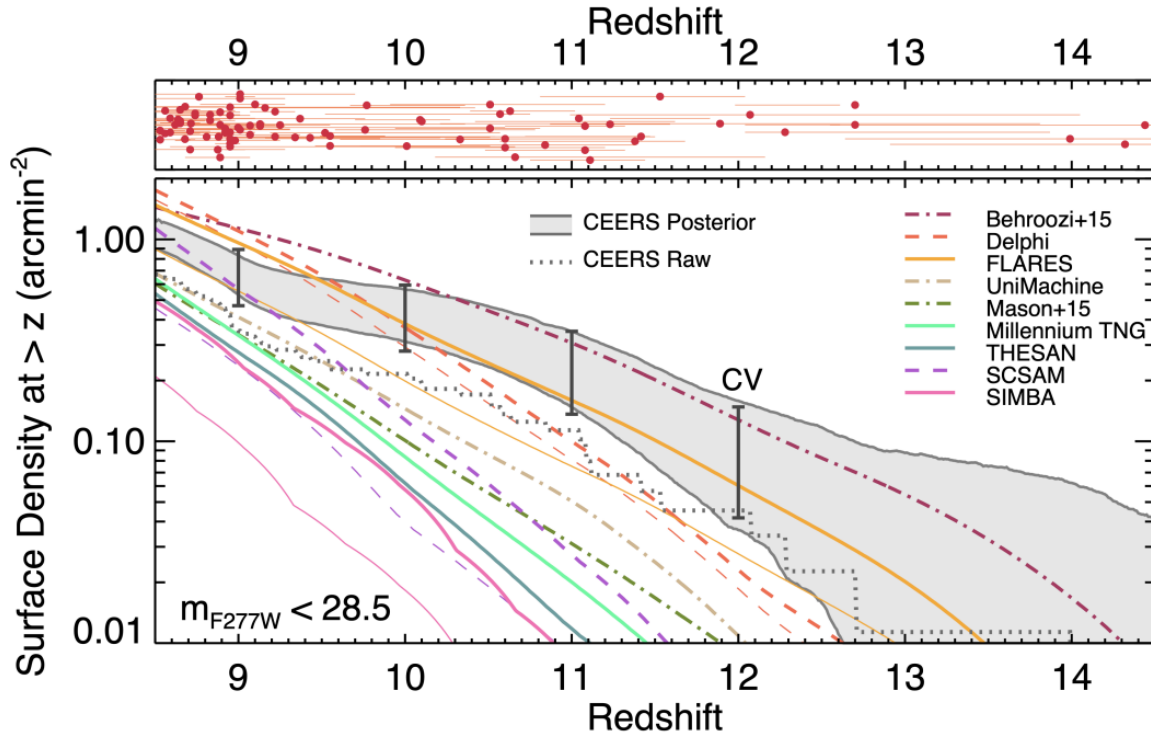 Redshift
9 10 11 12 13 14
Surface Density at > z (arcmin⁻²)
1.00
0.10
0.01
CEERS Posterior
CEERS Raw
Behroozi+15
Delphi
FLARES
UniMachine
Mason+15
Millennium TNG
THESAN
SCSAM
SIMBA
CV
m_F277W < 28.5
9 10 11 12 13 14
Redshift